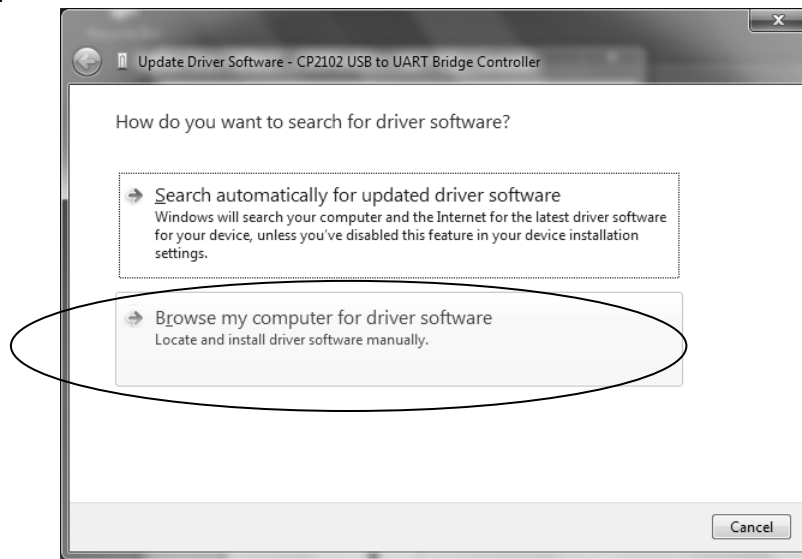 x
Update Driver Software - CP2102 USB to UART Bridge Controller
How do you want to search for driver software?
Search automatically for updated driver software
Windows will search your computer and the Internet for the latest driver software
for your device, unless you've disabled this feature in your device installation
settings.
Browse my computer for driver software
Locate and install driver software manually.
Cancel